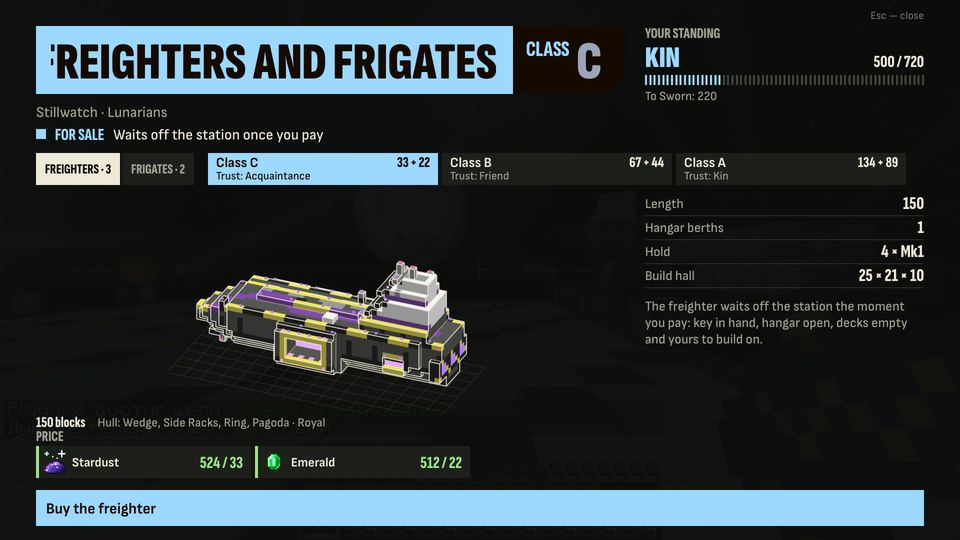 Esc — close
FREIGHTERS AND FRIGATES
CLASS C
YOUR STANDING
KIN
500 / 720
To Sworn: 220
Stillwatch · Lunarians
FOR SALE Waits off the station once you pay
FREIGHTERS · 3
FRIGATES · 2
Class C 33 + 22
Trust: Acquaintance
Class B 67 + 44
Trust: Friend
Class A 134 + 89
Trust: Kin
Length 150
Hangar berths 1
Hold 4 × Mk1
Build hall 25 × 21 × 10
The freighter waits off the station the moment
you pay: key in hand, hangar open, decks empty
and yours to build on.
150 blocks Hull: Wedge, Side Racks, Ring, Pagoda · Royal
PRICE
Stardust 524 / 33
Emerald 512 / 22
Buy the freighter